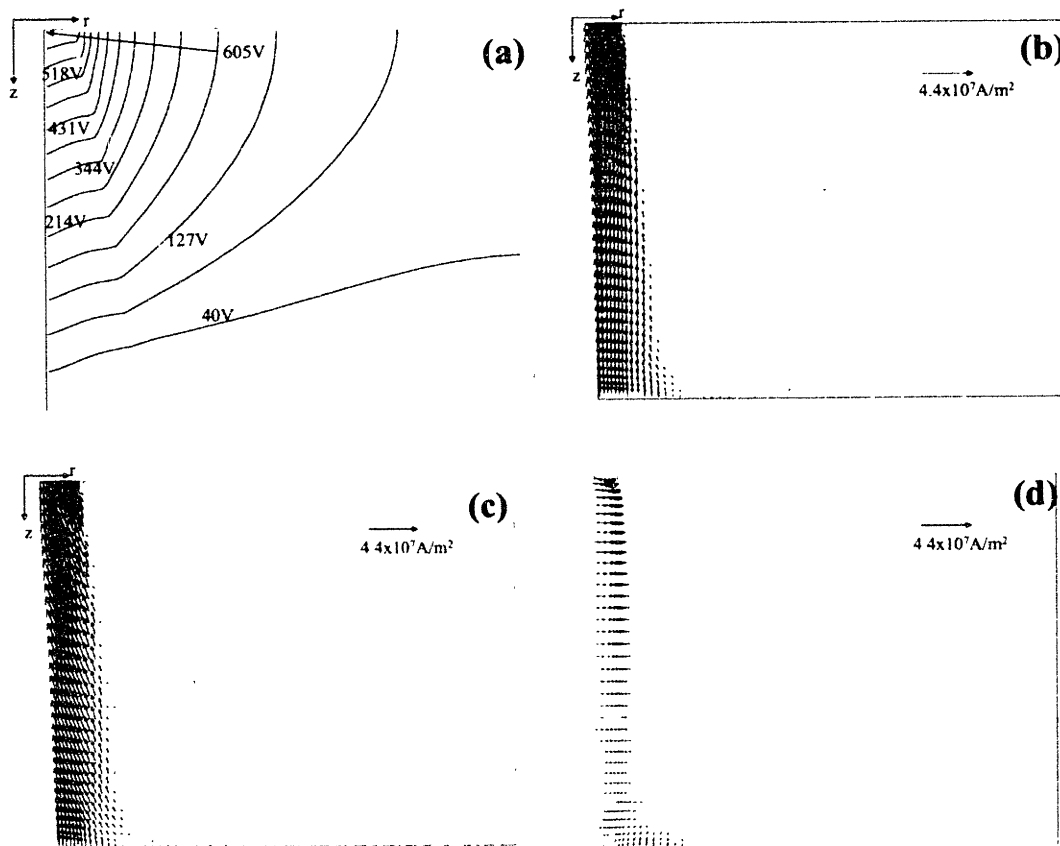 r
(a)
605V
518V
z
431V
344V
214V
127V
40V
r
(b)
z
4.4x10⁷A/m²
r
(c)
z
4 4x10⁷A/m²
(d)
4 4x10⁷A/m²